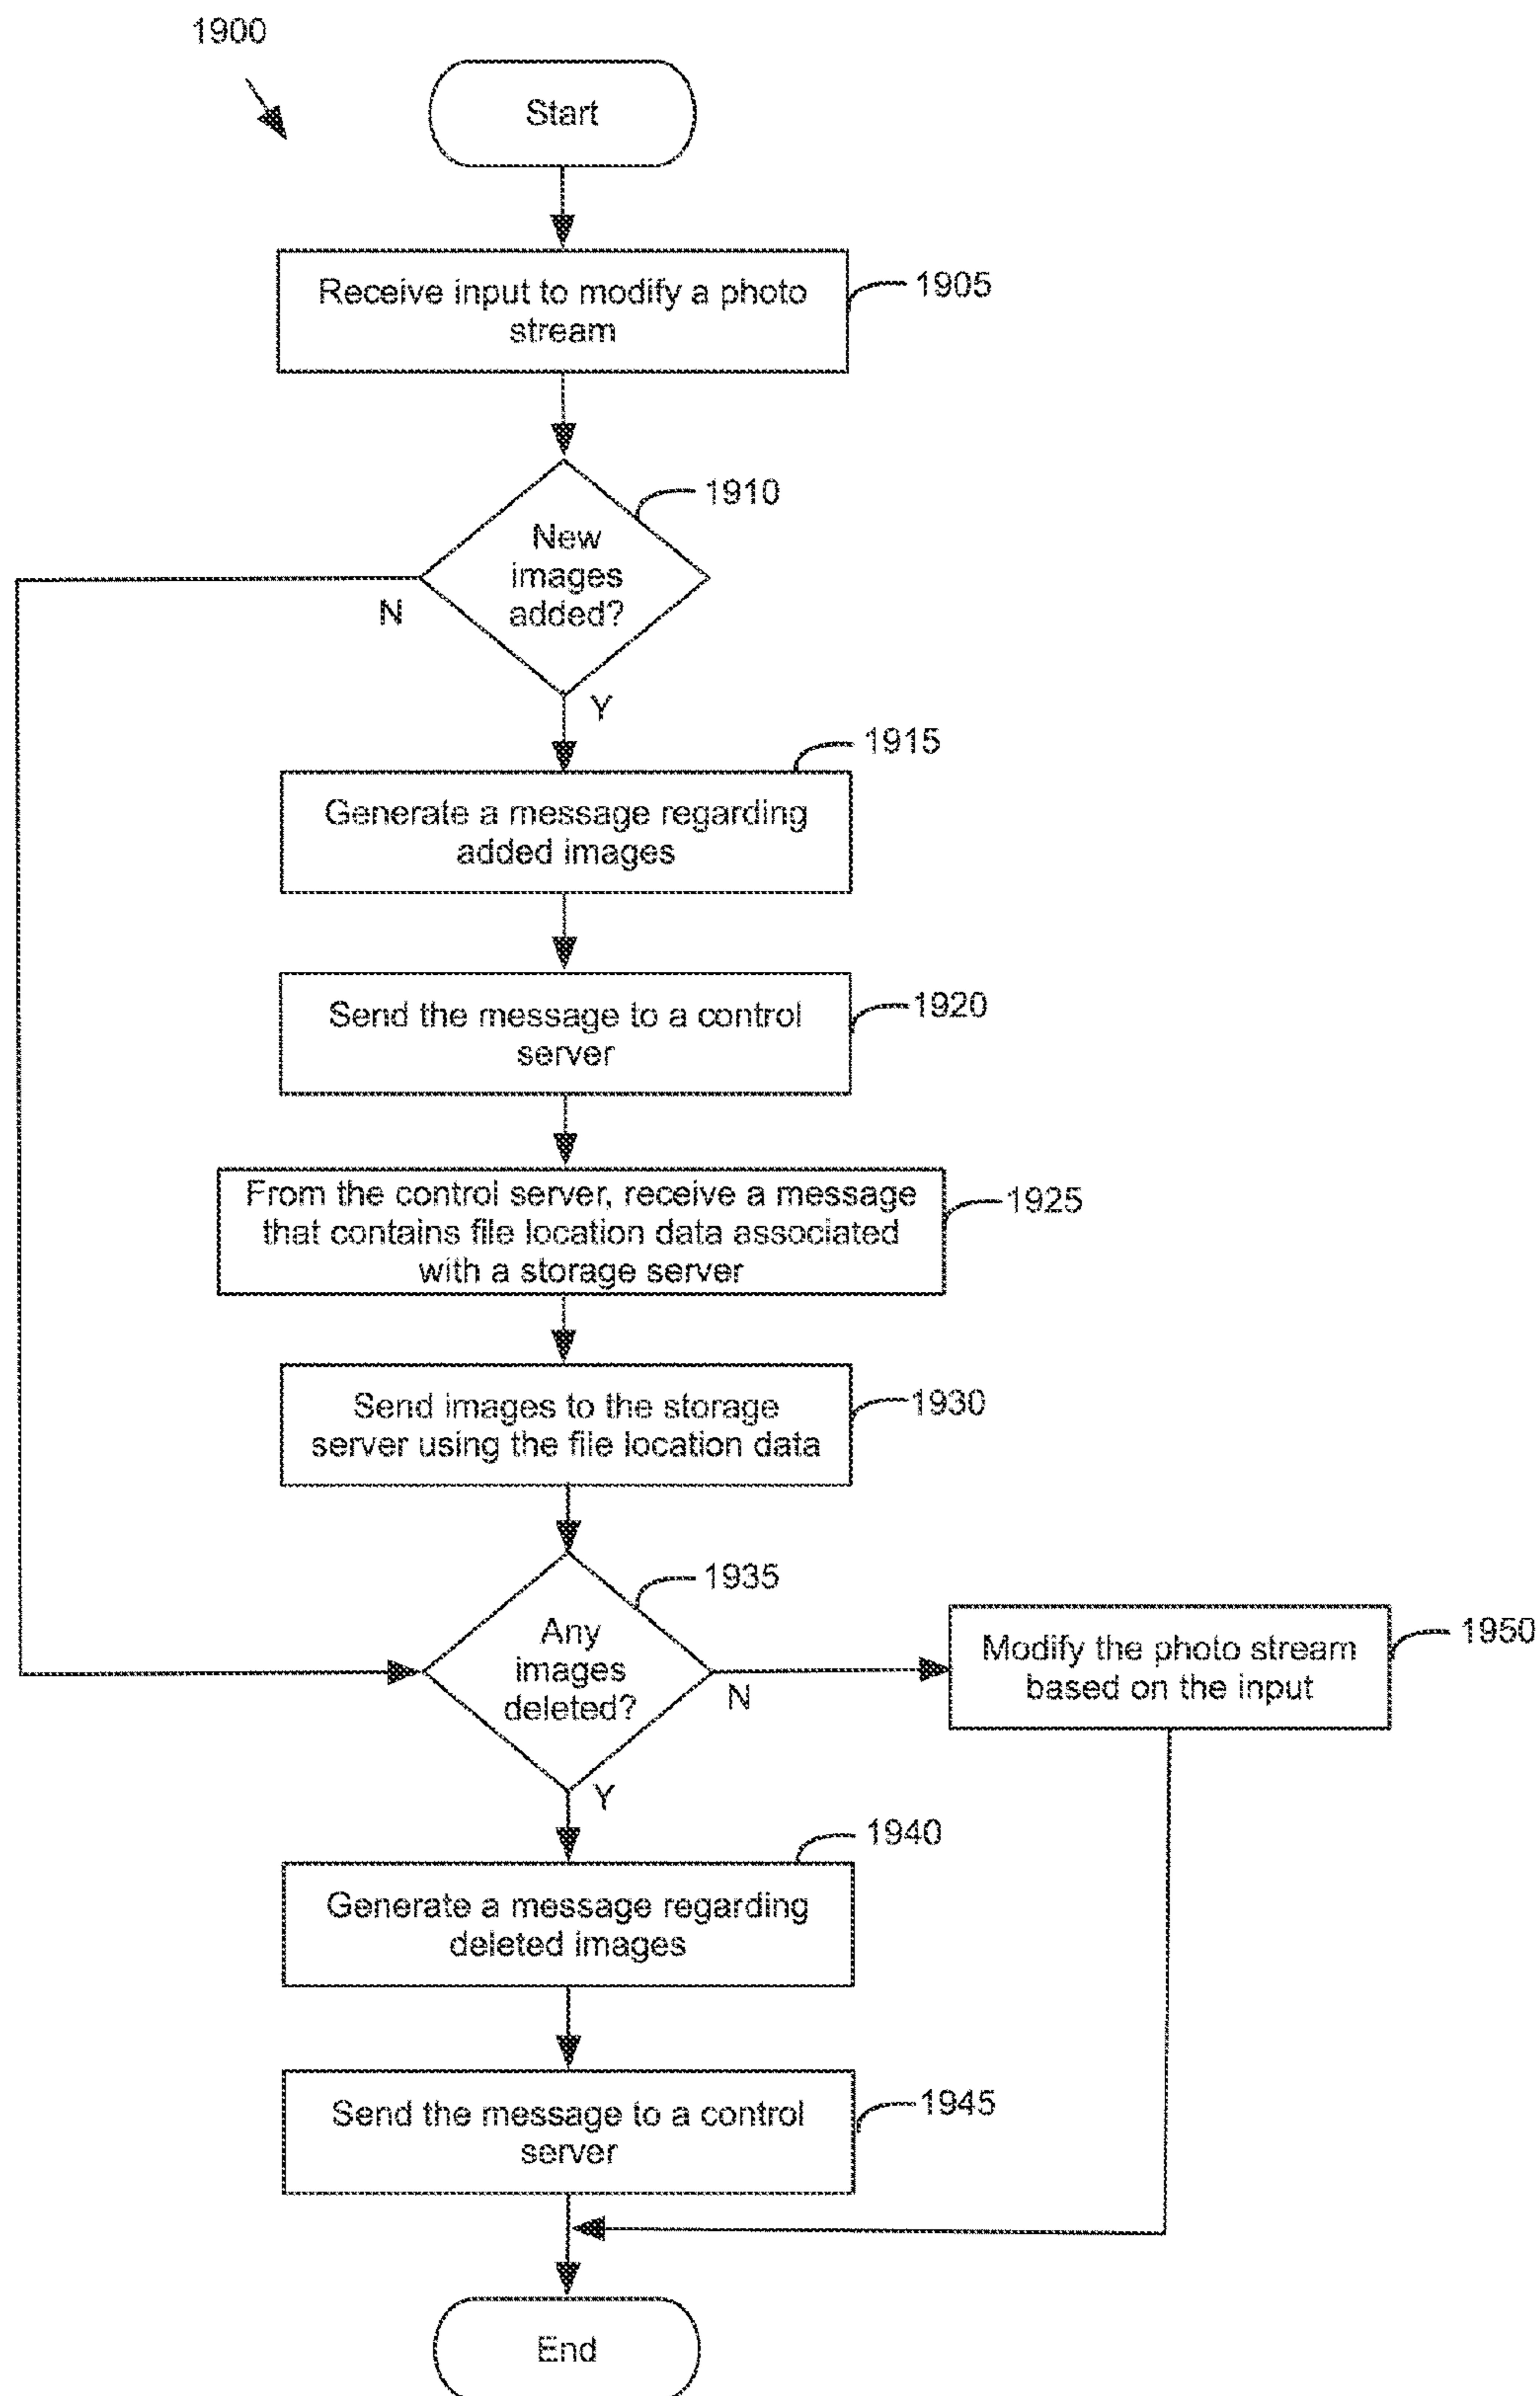 1900
Start
Receive input to modify a photo
stream
1905
1910
New
images
added?
N
Y
1915
Generate a message regarding
added images
Send the message to a control
server
1920
From the control server, receive a message
that contains file location data associated
with a storage server
1925
Send images to the storage
server using the file location data
1930
1935
Any
images
deleted?
N
Y
Modify the photo stream
based on the input
1950
1940
Generate a message regarding
deleted images
Send the message to a control
server
1945
End